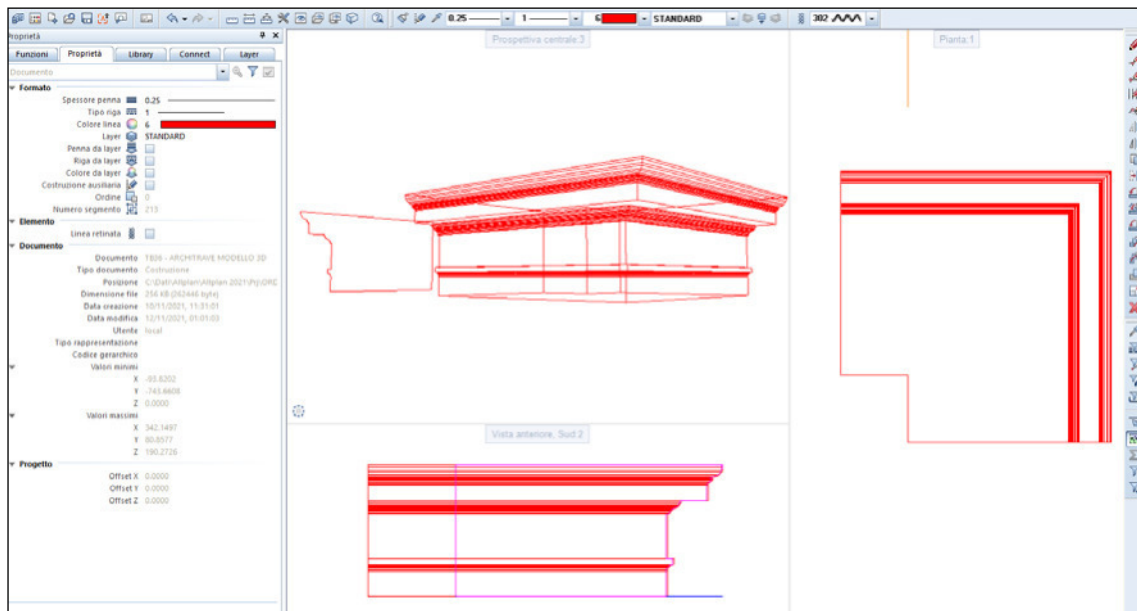 0.25
1
6
STANDARD
302
Proprietà
Funzioni Proprietà Library Connect Layer
Documento
Formato
Spessore penna 0.25
Tipo riga 1
Colore linea 6
Layer STANDARD
Penna da layer
Riga da layer
Colore da layer
Costruzione ausiliaria
Ordine 0
Numero segmento 213
Elemento
Linea retinata
Documento
Documento TB06 - ARCHITRAVE MODELLO 3D
Tipo documento Costruzione
Posizione
Dimensione file 256 KB (262446 byte)
Data creazione 10/11/2021, 11:31:01
Data modifica 12/11/2021, 01:01:03
Utente local
Tipo rappresentazione
Codice gerarchico
Valori minimi
X -93.8202
Y -743.6608
Z 0.0000
Valori massimi
X 342.1497
Y 80.8577
Z 190.2726
Progetto
Offset X 0.0000
Offset Y 0.0000
Offset Z 0.0000
Prospettiva centrale:3
Vista anteriore, Sud:2
Pianta:1